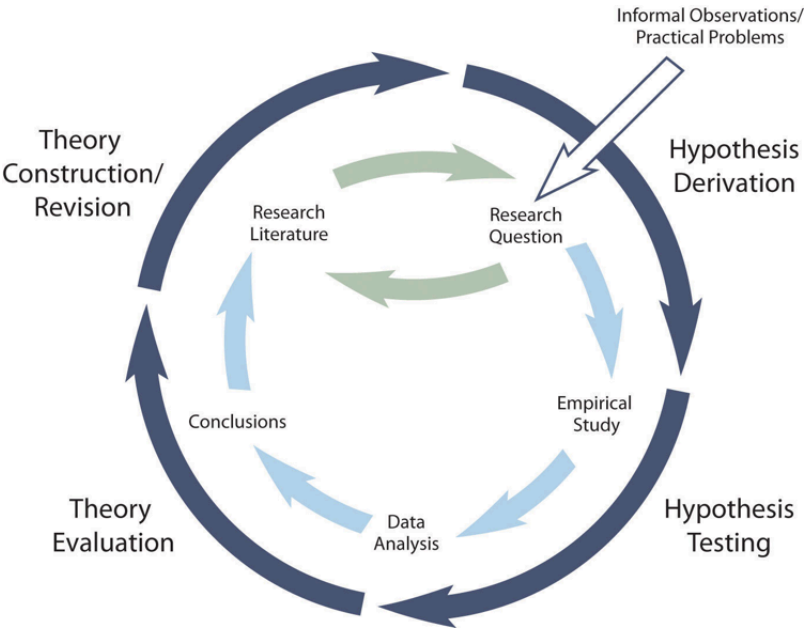 Informal Observations/
Practical Problems
Theory
Construction/
Revision
Hypothesis
Derivation
Research
Literature
Research
Question
Conclusions
Empirical
Study
Theory
Evaluation
Data
Analysis
Hypothesis
Testing